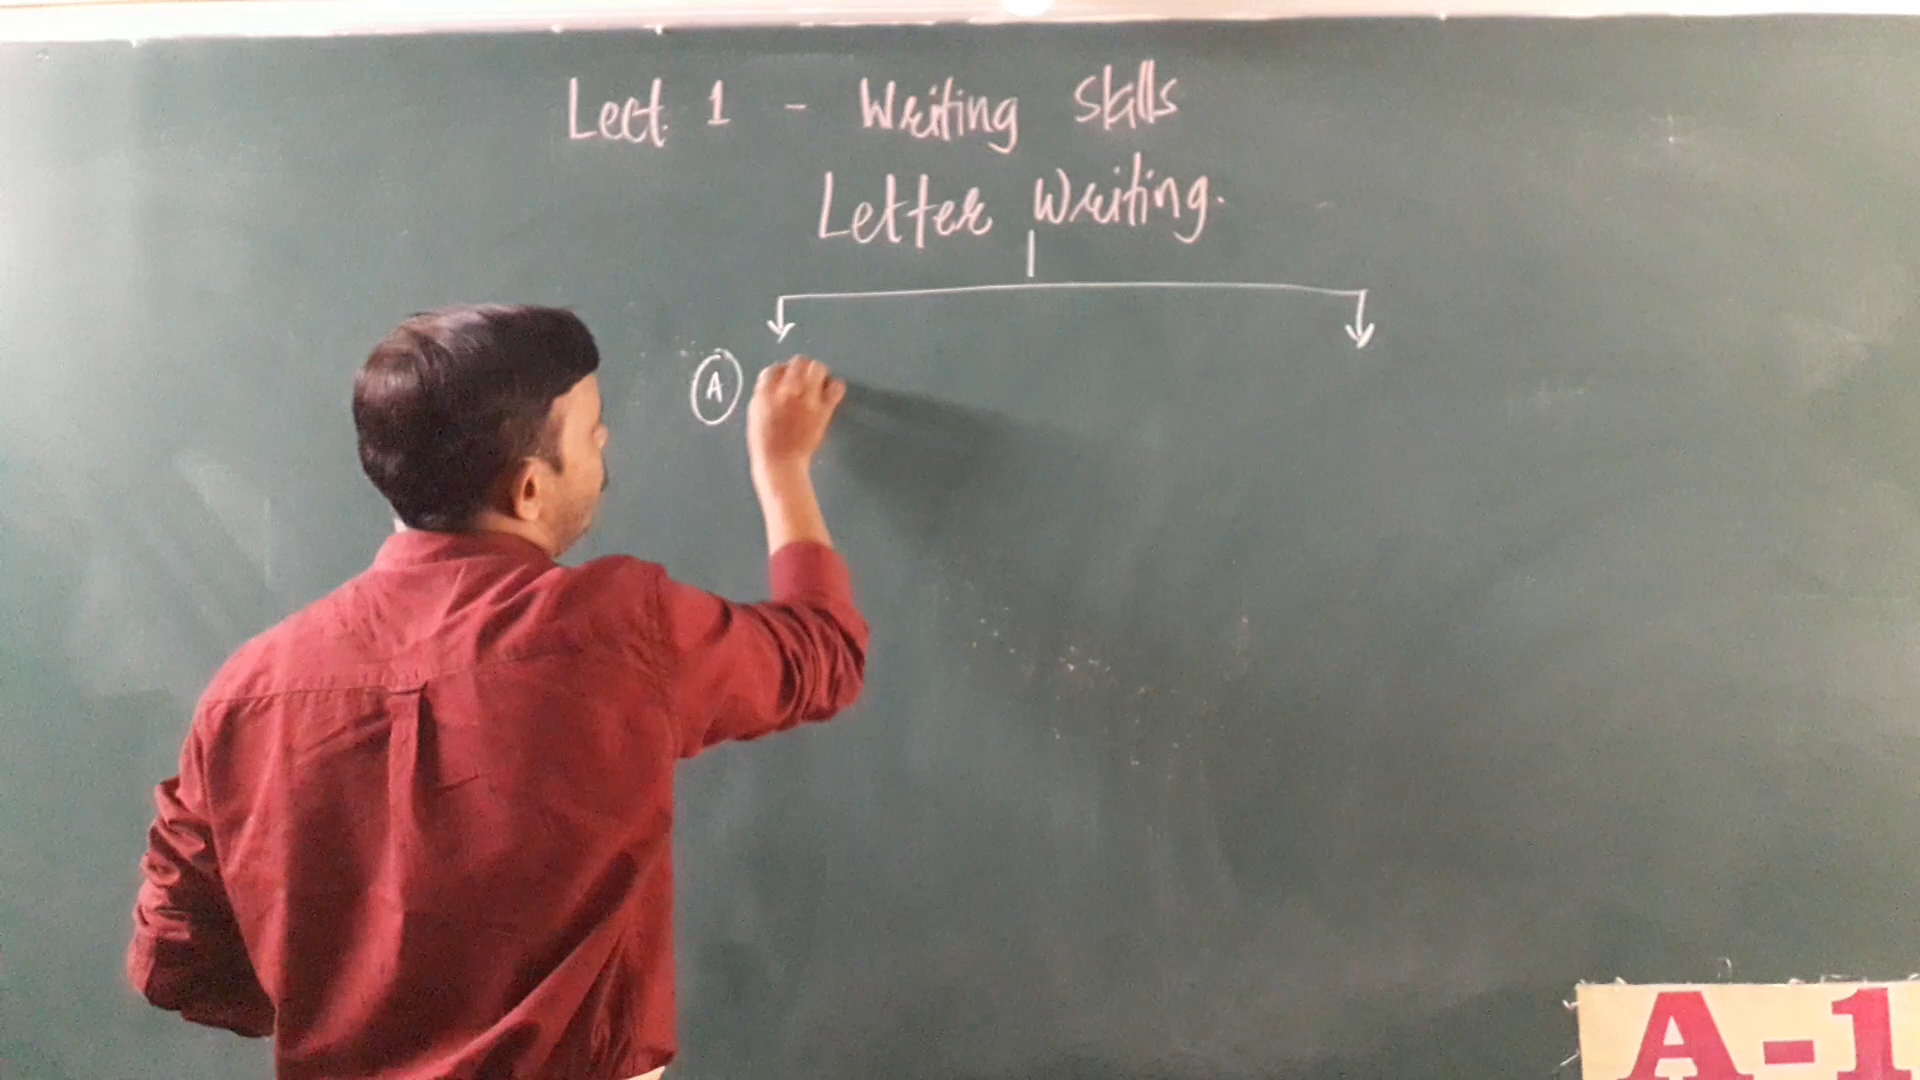 Lect. 1 - Writing Skills
Letter Writing.
A
A-1